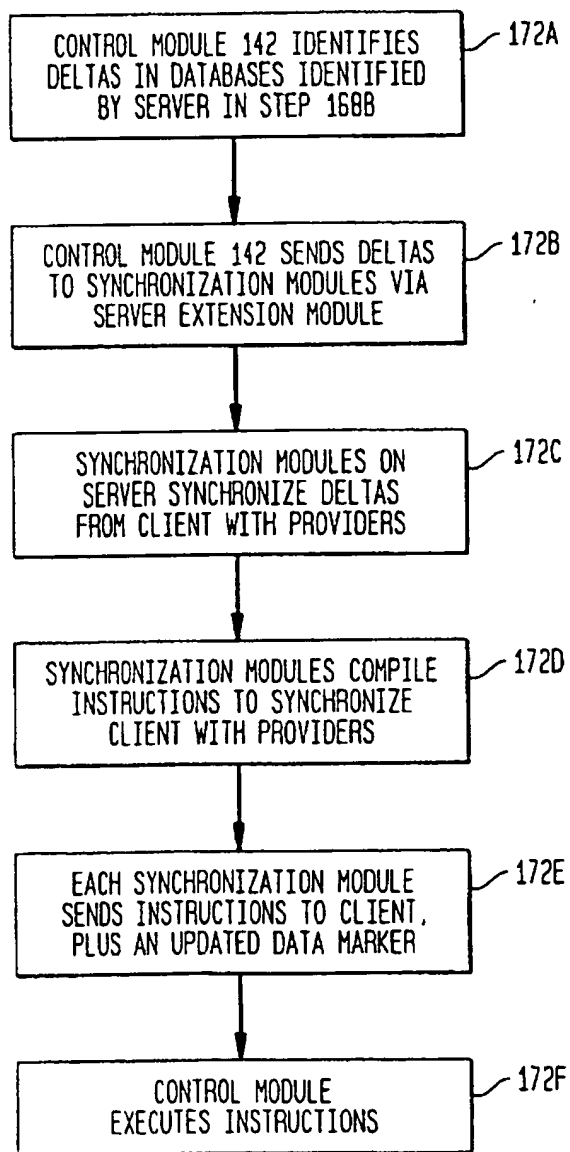 CONTROL MODULE 142 IDENTIFIES
DELTAS IN DATABASES IDENTIFIED
BY SERVER IN STEP 168B
172A
CONTROL MODULE 142 SENDS DELTAS
TO SYNCHRONIZATION MODULES VIA
SERVER EXTENSION MODULE
172B
SYNCHRONIZATION MODULES ON
SERVER SYNCHRONIZE DELTAS
FROM CLIENT WITH PROVIDERS
172C
SYNCHRONIZATION MODULES COMPILE
INSTRUCTIONS TO SYNCHRONIZE
CLIENT WITH PROVIDERS
172D
EACH SYNCHRONIZATION MODULE
SENDS INSTRUCTIONS TO CLIENT,
PLUS AN UPDATED DATA MARKER
172E
CONTROL MODULE
EXECUTES INSTRUCTIONS
172F